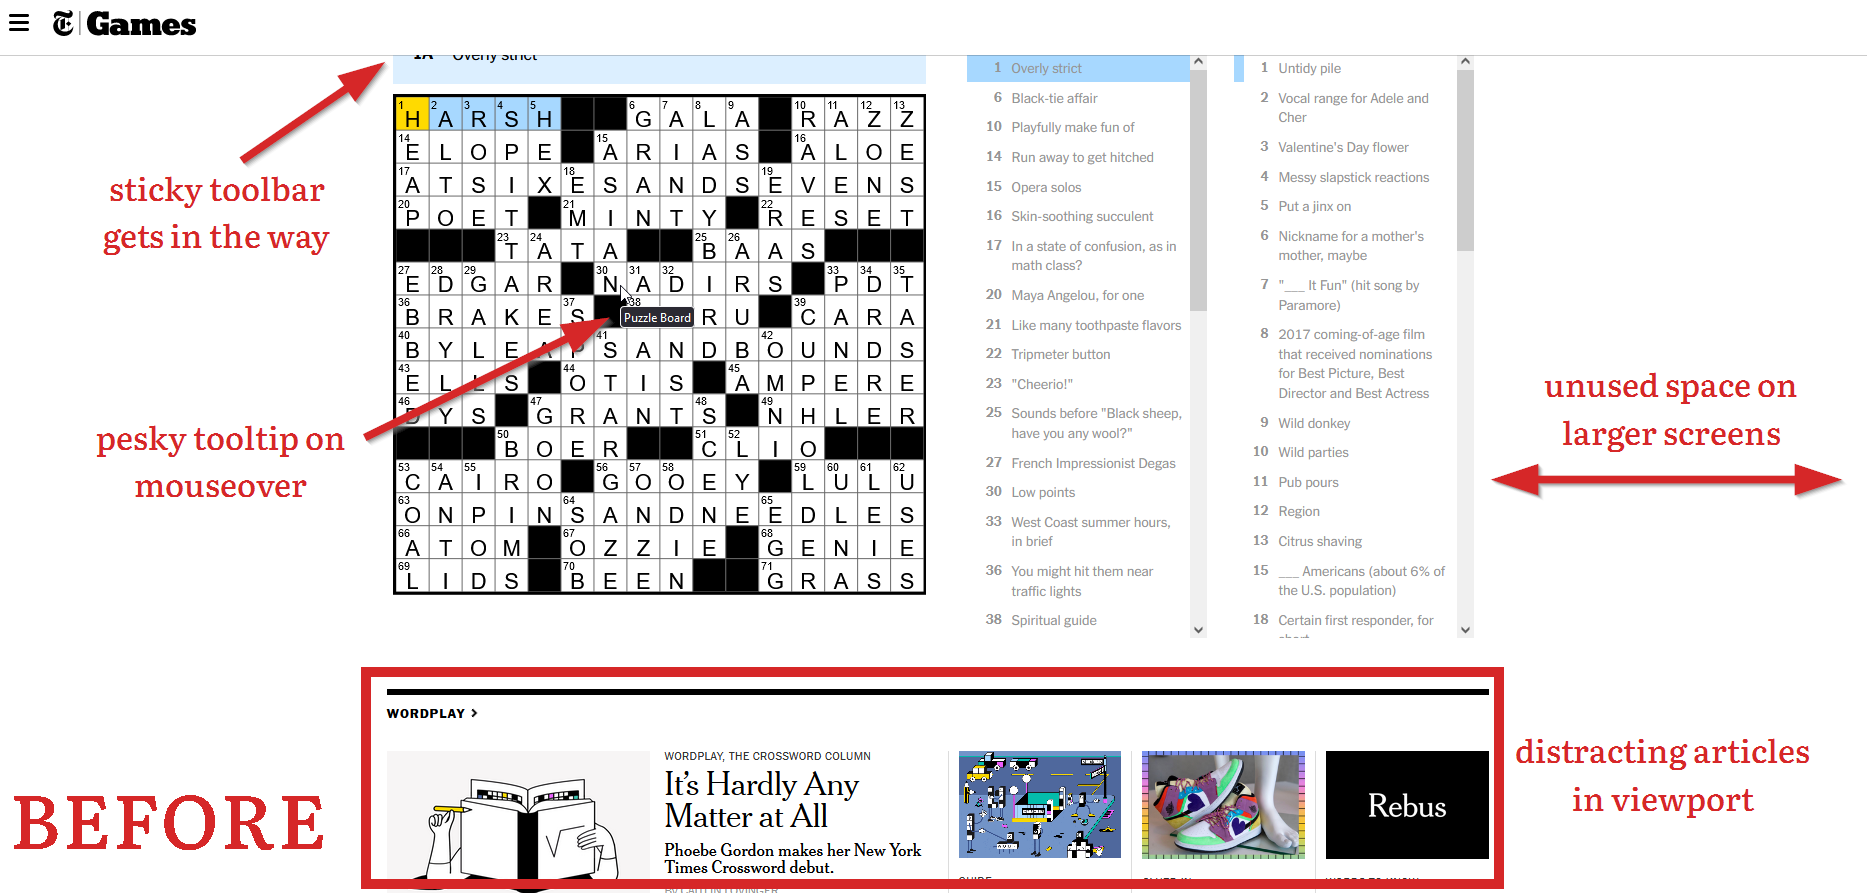 Games
1A Overly strict
sticky toolbar
gets in the way
pesky tooltip on
mouseover
BEFORE
1 2 3 4 5 6 7 8 9 10 11 12 13
H A R S H G A L A R A Z Z
14 15 16
E L O P E A R I A S A L O E
17 18 19
A T S I X E S A N D S E V E N S
20 21 22
P O E T M I N T Y R E S E T
23 24 25 26
T A T A B A A S
27 28 29 30 31 32 33 34 35
E D G A R N A D I R S P D T
36 37 38 39
B R A K E S R U C A R A
Puzzle Board
40 41 42
B Y L E A P S A N D B O U N D S
43 44 45
E L L S O T I S A M P E R E
46 47 48 49
D Y S G R A N T S N H L E R
50 51 52
B O E R C L I O
53 54 55 56 57 58 59 60 61 62
C A I R O G O O E Y L U L U
63 64 65
O N P I N S A N D N E E D L E S
66 67 68
A T O M O Z Z I E G E N I E
69 70 71
L I D S B E E N G R A S S
1 Overly strict
6 Black-tie affair
10 Playfully make fun of
14 Run away to get hitched
15 Opera solos
16 Skin-soothing succulent
17 In a state of confusion, as in
math class?
20 Maya Angelou, for one
21 Like many toothpaste flavors
22 Tripmeter button
23 "Cheerio!"
25 Sounds before "Black sheep,
have you any wool?"
27 French Impressionist Degas
30 Low points
33 West Coast summer hours,
in brief
36 You might hit them near
traffic lights
38 Spiritual guide
1 Untidy pile
2 Vocal range for Adele and
Cher
3 Valentine's Day flower
4 Messy slapstick reactions
5 Put a jinx on
6 Nickname for a mother's
mother, maybe
7 "___ It Fun" (hit song by
Paramore)
8 2017 coming-of-age film
that received nominations
for Best Picture, Best
Director and Best Actress
9 Wild donkey
10 Wild parties
11 Pub pours
12 Region
13 Citrus shaving
15 ___ Americans (about 6% of
the U.S. population)
18 Certain first responder, for
short
unused space on
larger screens
WORDPLAY >
WORDPLAY, THE CROSSWORD COLUMN
It's Hardly Any
Matter at All
Phoebe Gordon makes her New York
Times Crossword debut.
Rebus
distracting articles
in viewport